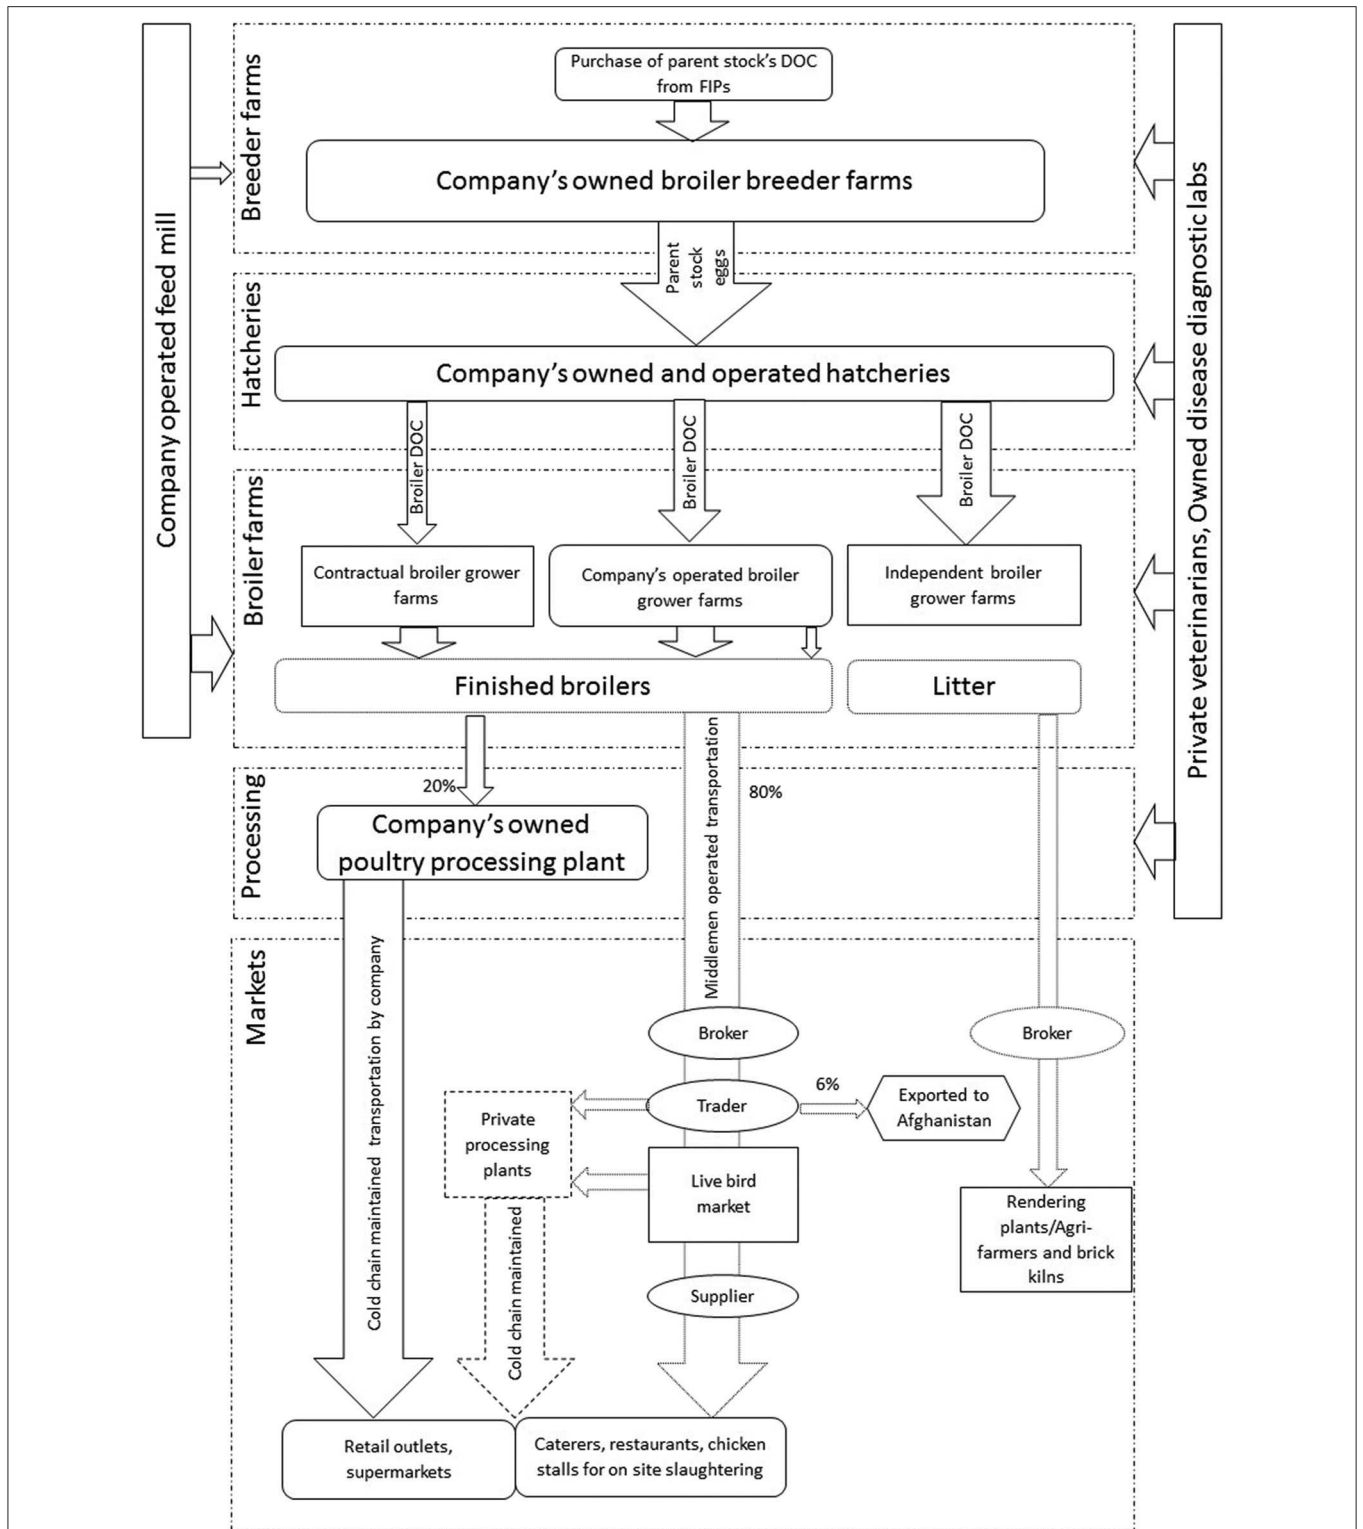 Company operated feed mill
Private veterinarians, Owned disease diagnostic labs
Breeder farms
Purchase of parent stock's DOC
from FIPs
Company's owned broiler breeder farms
Parent
stock
eggs
Hatcheries
Company's owned and operated hatcheries
Broiler DOC
Broiler DOC
Broiler DOC
Broiler farms
Contractual broiler grower
farms
Company's operated broiler
grower farms
Independent broiler
grower farms
Finished broilers
Litter
Processing
20%
80%
Middlemen operated transportation
Company's owned
poultry processing plant
Markets
Cold chain maintained transportation by company
Broker
Broker
Trader
6%
Exported to
Afghanistan
Private
processing
plants
Live bird
market
Rendering
plants/Agri-
farmers and brick
kilns
Cold chain maintained
Supplier
Retail outlets,
supermarkets
Caterers, restaurants, chicken
stalls for on site slaughtering